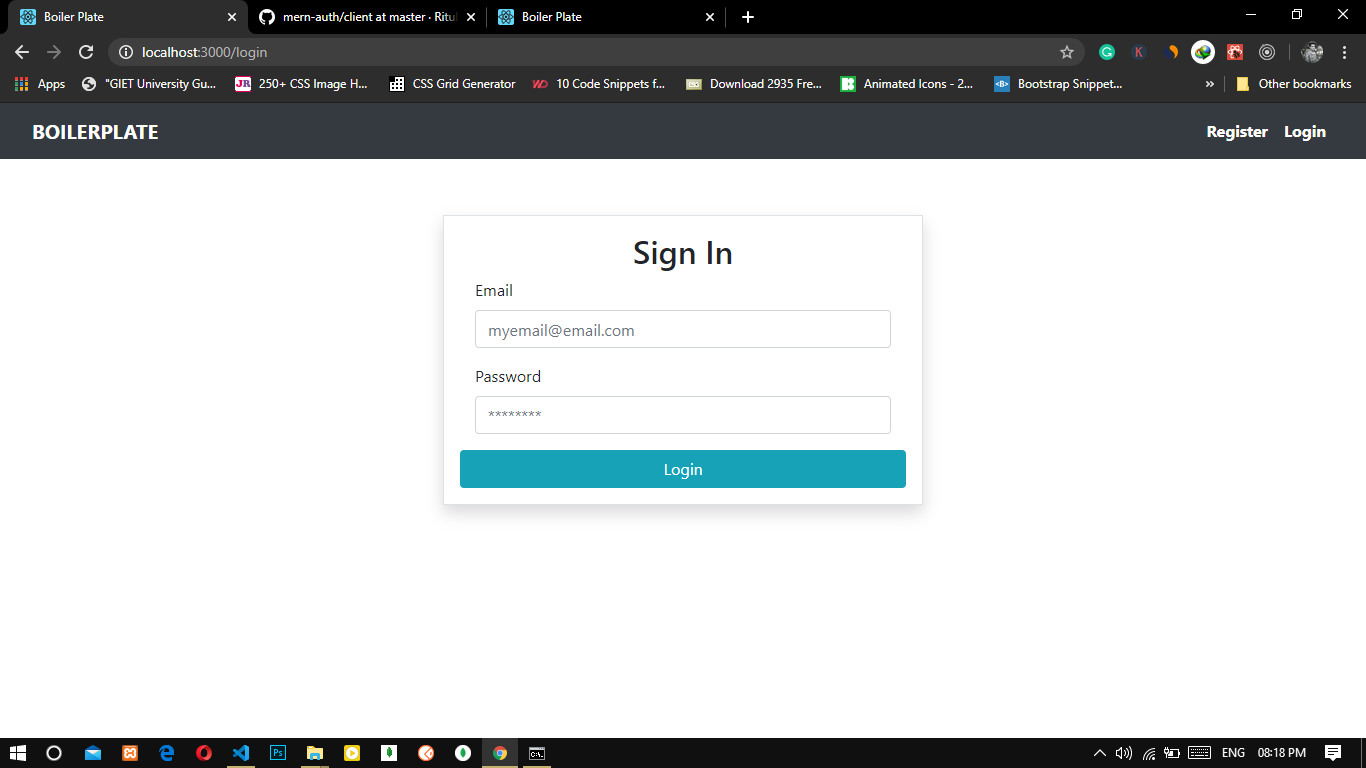 Boiler Plate
mern-auth/client at master · Ritul
Boiler Plate
localhost:3000/login
Apps
"GIET University Gu...
250+ CSS Image H...
CSS Grid Generator
10 Code Snippets f...
Download 2935 Fre...
Animated Icons - 2...
Bootstrap Snippet...
Other bookmarks
BOILERPLATE
Register
Login
Sign In
Email
myemail@email.com
Password
********
Login
ENG
08:18 PM